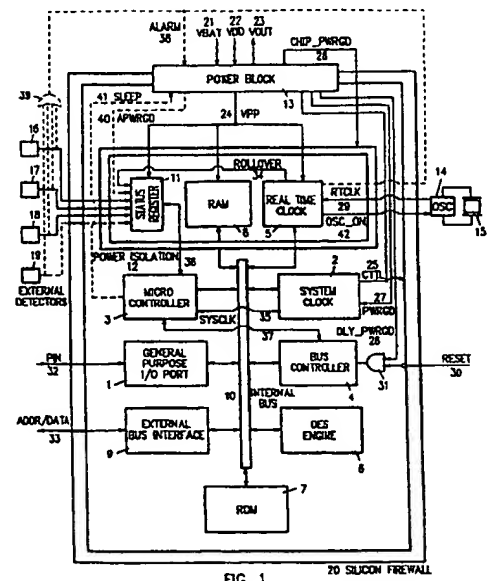 21 22 23
VBAT VDD VOUT
ALARM
38
CHIP_PWRGD
28
POWER BLOCK
13
39
41 SLEEP
40 APWRGD
24 VPP
16
17
18
19
EXTERNAL
DETECTORS
ROLLOVER
34
11
STATUS
REGISTER
RAM
8
REAL TIME
CLOCK
5
RTCLK
29
OSC_ON
42
14
OSC
15
POWER ISOLATION
12
36
MICRO
CONTROLLER
3
SYSCLK
35
37
2
SYSTEM
CLOCK
25
CTTL
27
PWRGD
DLY_PWRGD
26
PIN
32
GENERAL
PURPOSE
I/O PORT
1
10
INTERNAL
BUS
BUS
CONTROLLER
4
31
RESET
30
ADDR/DATA
33
EXTERNAL
BUS INTERFACE
9
DES
ENGINE
6
ROM
7
20 SILICON FIREWALL
FIG. 1